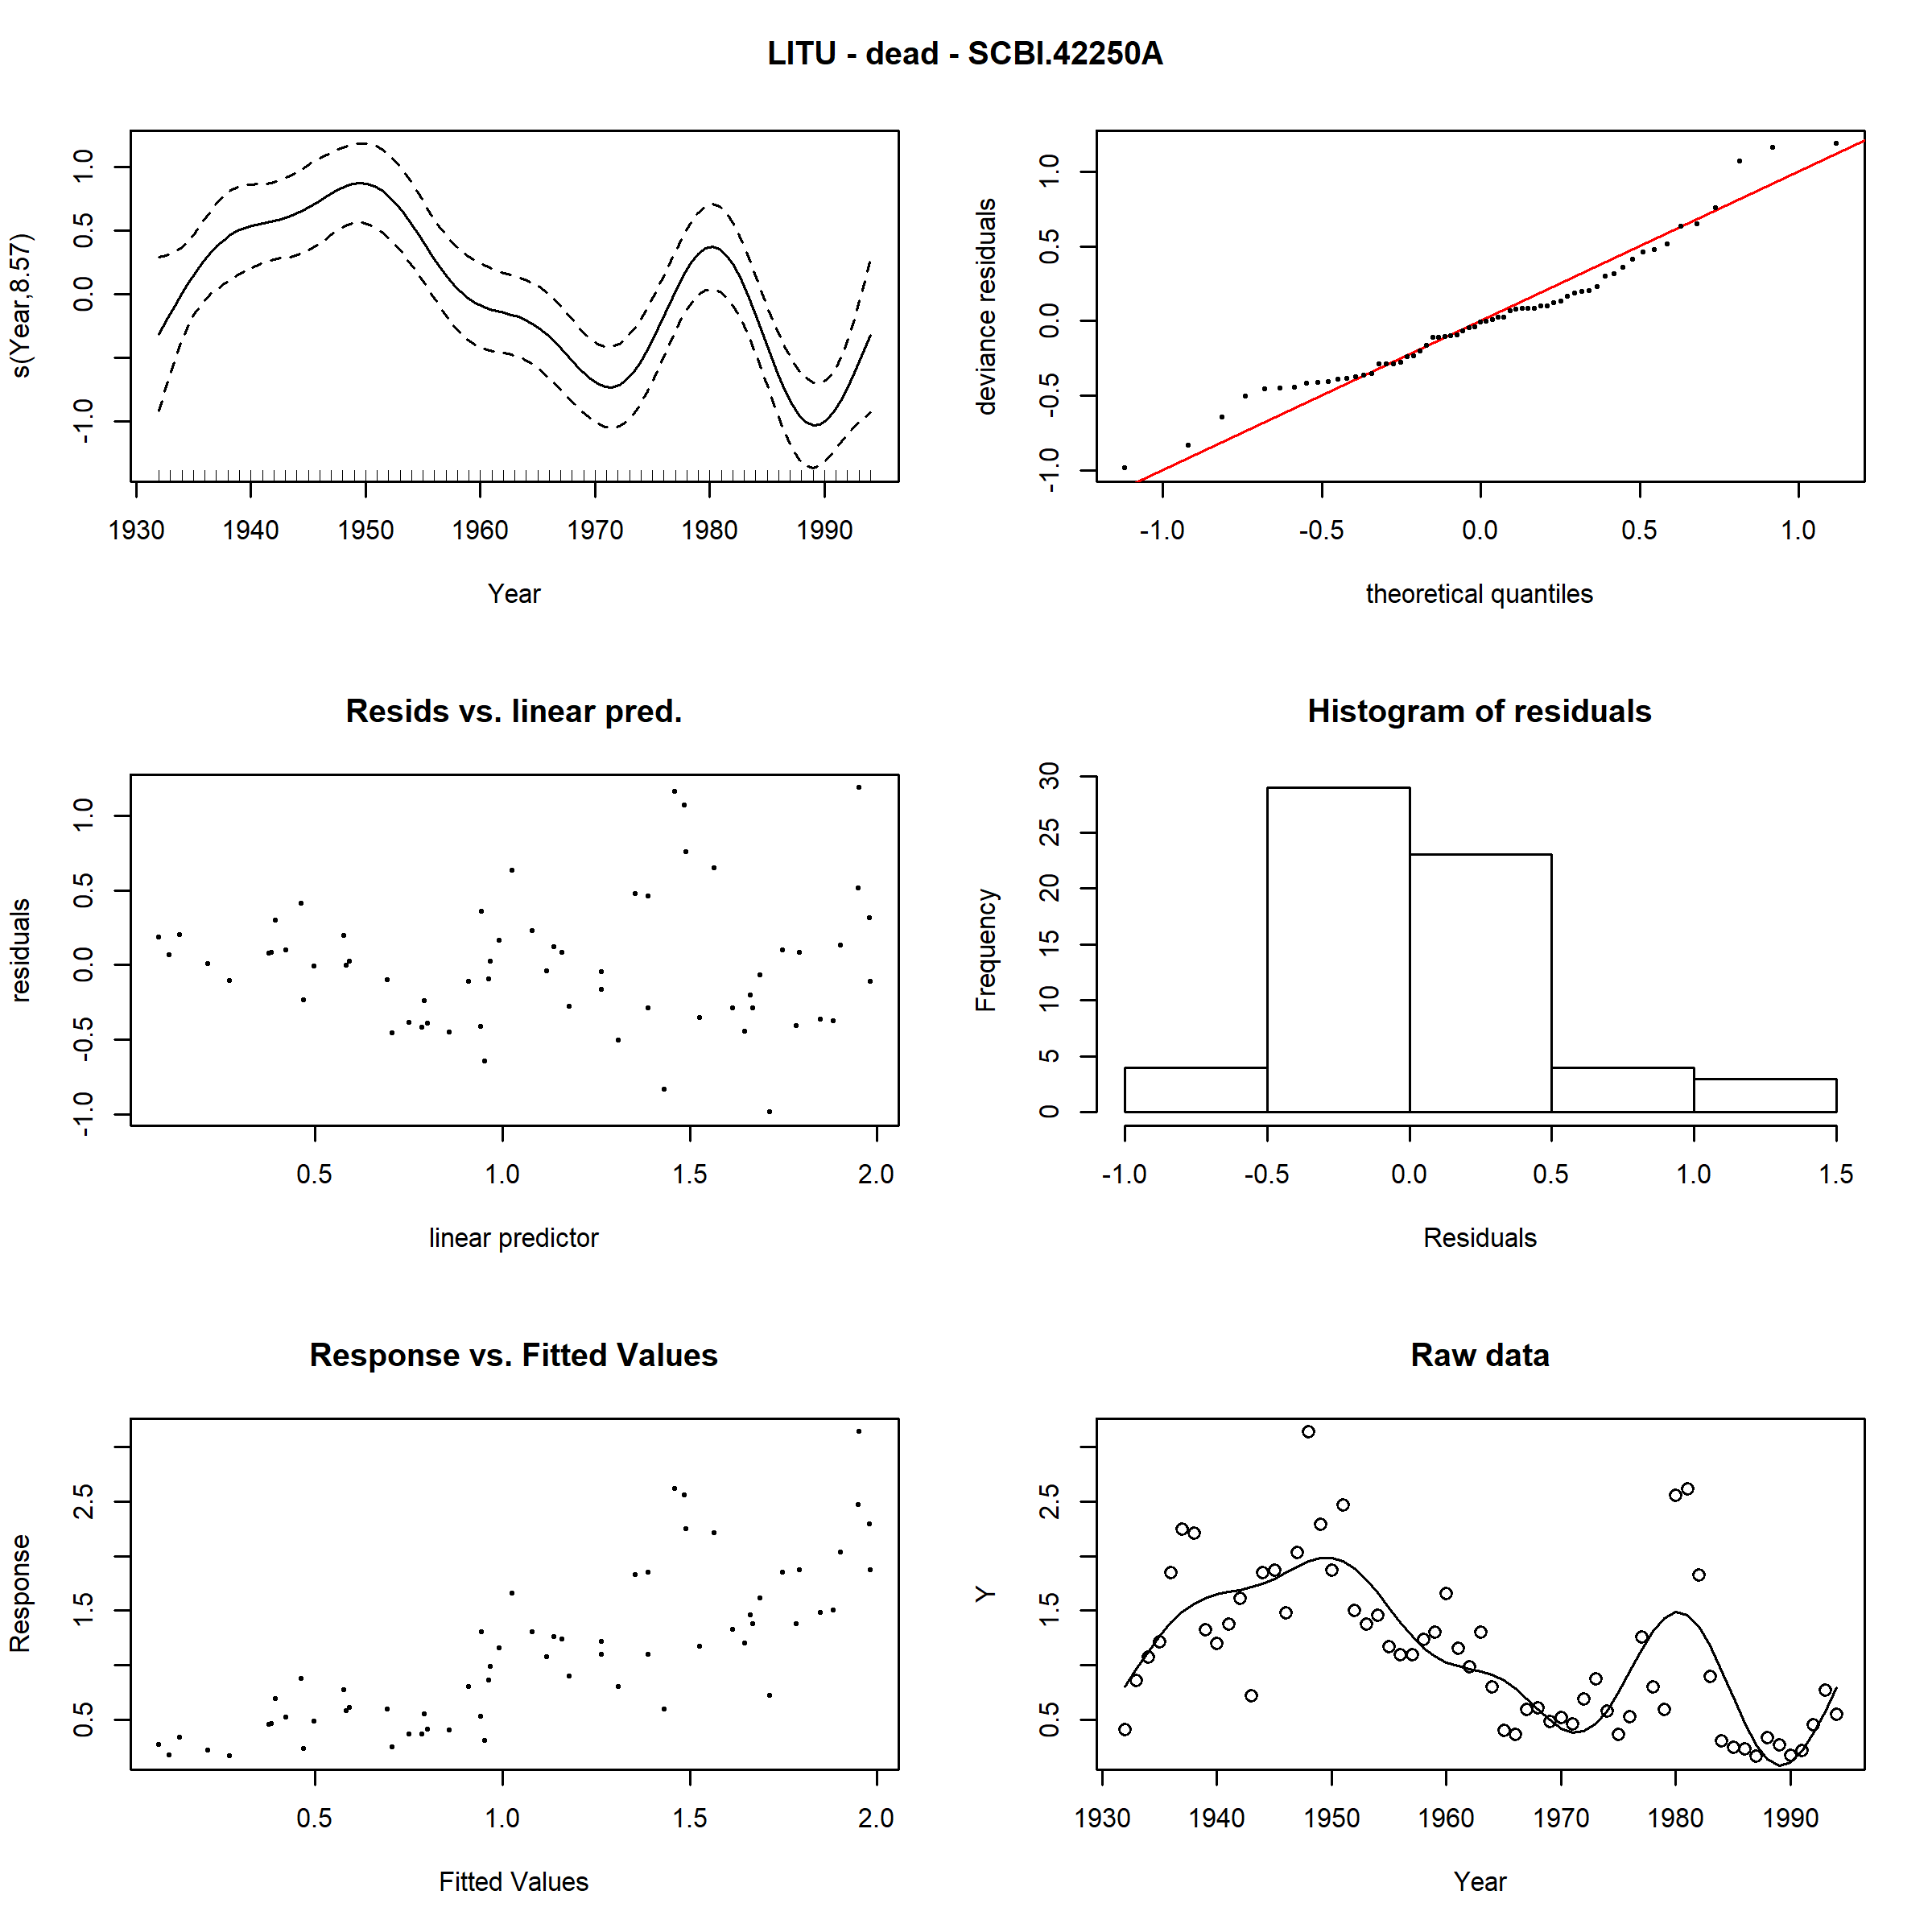 LITU - dead - SCBI.42250A
s(Year,8.57)
1.0
0.5
0.0
-1.0
1930 1940 1950 1960 1970 1980 1990
Year
deviance residuals
1.0
0.5
0.0
-0.5
-1.0
-1.0 -0.5 0.0 0.5 1.0
theoretical quantiles
Resids vs. linear pred.
residuals
1.0
0.5
0.0
-0.5
-1.0
0.5 1.0 1.5 2.0
linear predictor
Histogram of residuals
Frequency
30
25
20
15
10
5
0
-1.0 -0.5 0.0 0.5 1.0 1.5
Residuals
Response vs. Fitted Values
Response
2.5
1.5
0.5
0.5 1.0 1.5 2.0
Fitted Values
Raw data
Y
2.5
1.5
0.5
1930 1940 1950 1960 1970 1980 1990
Year